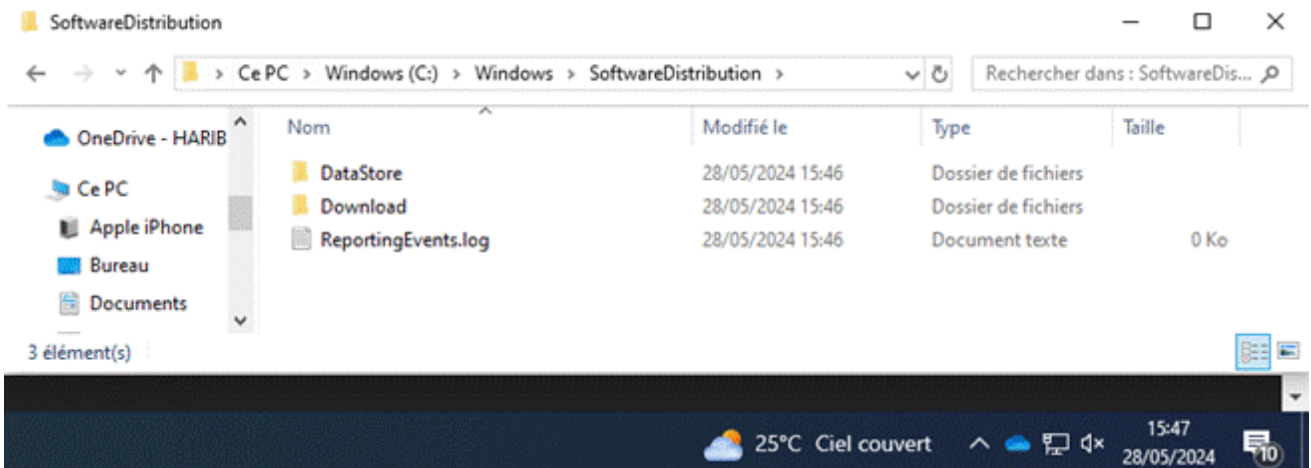 SoftwareDistribution
Ce PC > Windows (C:) > Windows > SoftwareDistribution >
Rechercher dans : SoftwareDis...
OneDrive - HARIB
Ce PC
Apple iPhone
Bureau
Documents
Nom Modifié le Type Taille
DataStore 28/05/2024 15:46 Dossier de fichiers
Download 28/05/2024 15:46 Dossier de fichiers
ReportingEvents.log 28/05/2024 15:46 Document texte 0 Ko
3 élément(s)
25°C Ciel couvert
15:47
28/05/2024
10